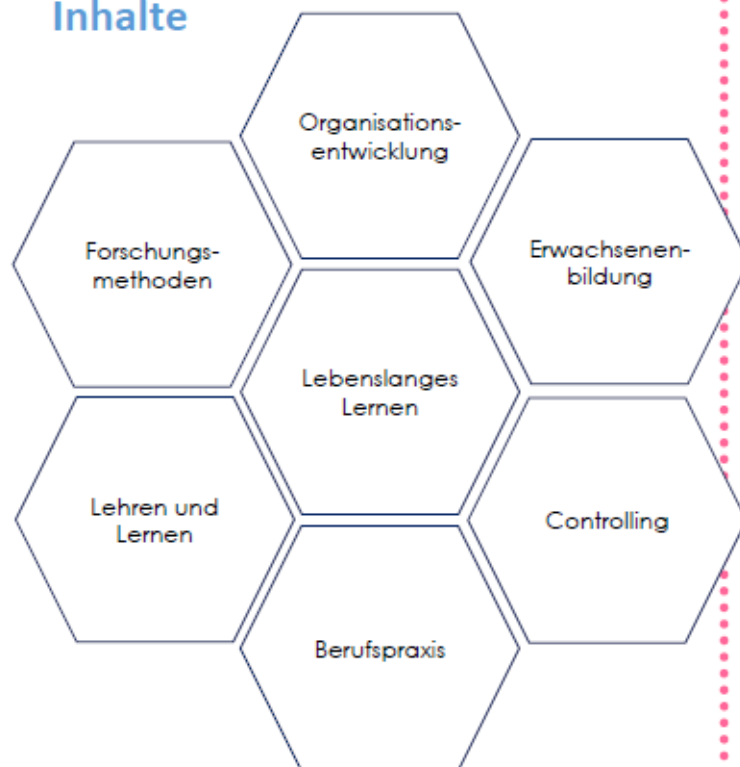 Inhalte
Organisations-
entwicklung
Forschungs-
methoden
Erwachsenen-
bildung
Lebenslanges
Lernen
Lehren und
Lernen
Controlling
Berufspraxis